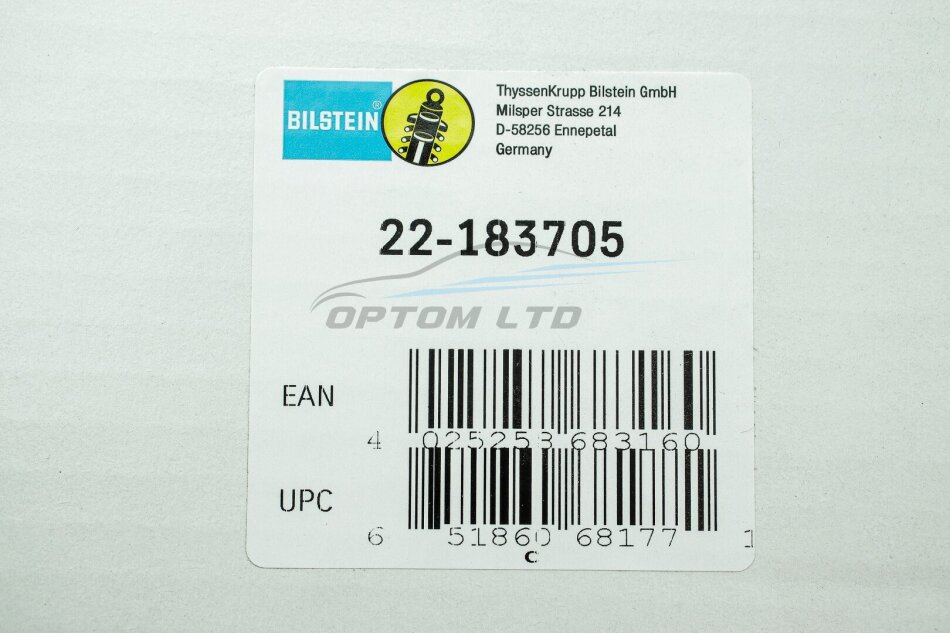 BILSTEIN®
ThyssenKrupp Bilstein GmbH
Milsper Strasse 214
D-58256 Ennepetal
Germany
22-183705
OPTOM LTD
EAN
4 025253 683160
UPC
6 51860 68177 1
C